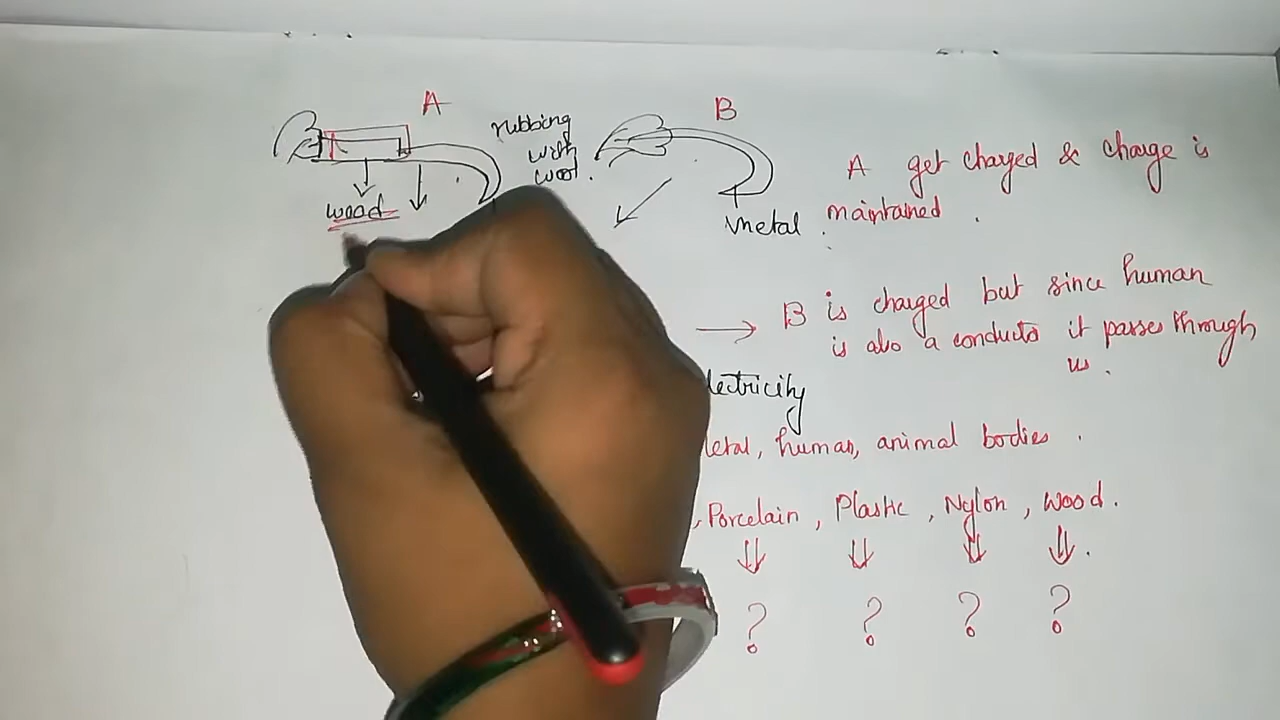 A
B
rubbing
with
wool.
wood
metal.
A get charged & charge is
maintained.
→ B is charged but since human
is also a conducto it passes through
us.
lectricity
etal, human, animal bodies.
, Porcelain, Plastic, Nylon, Wood.
? ? ? ?